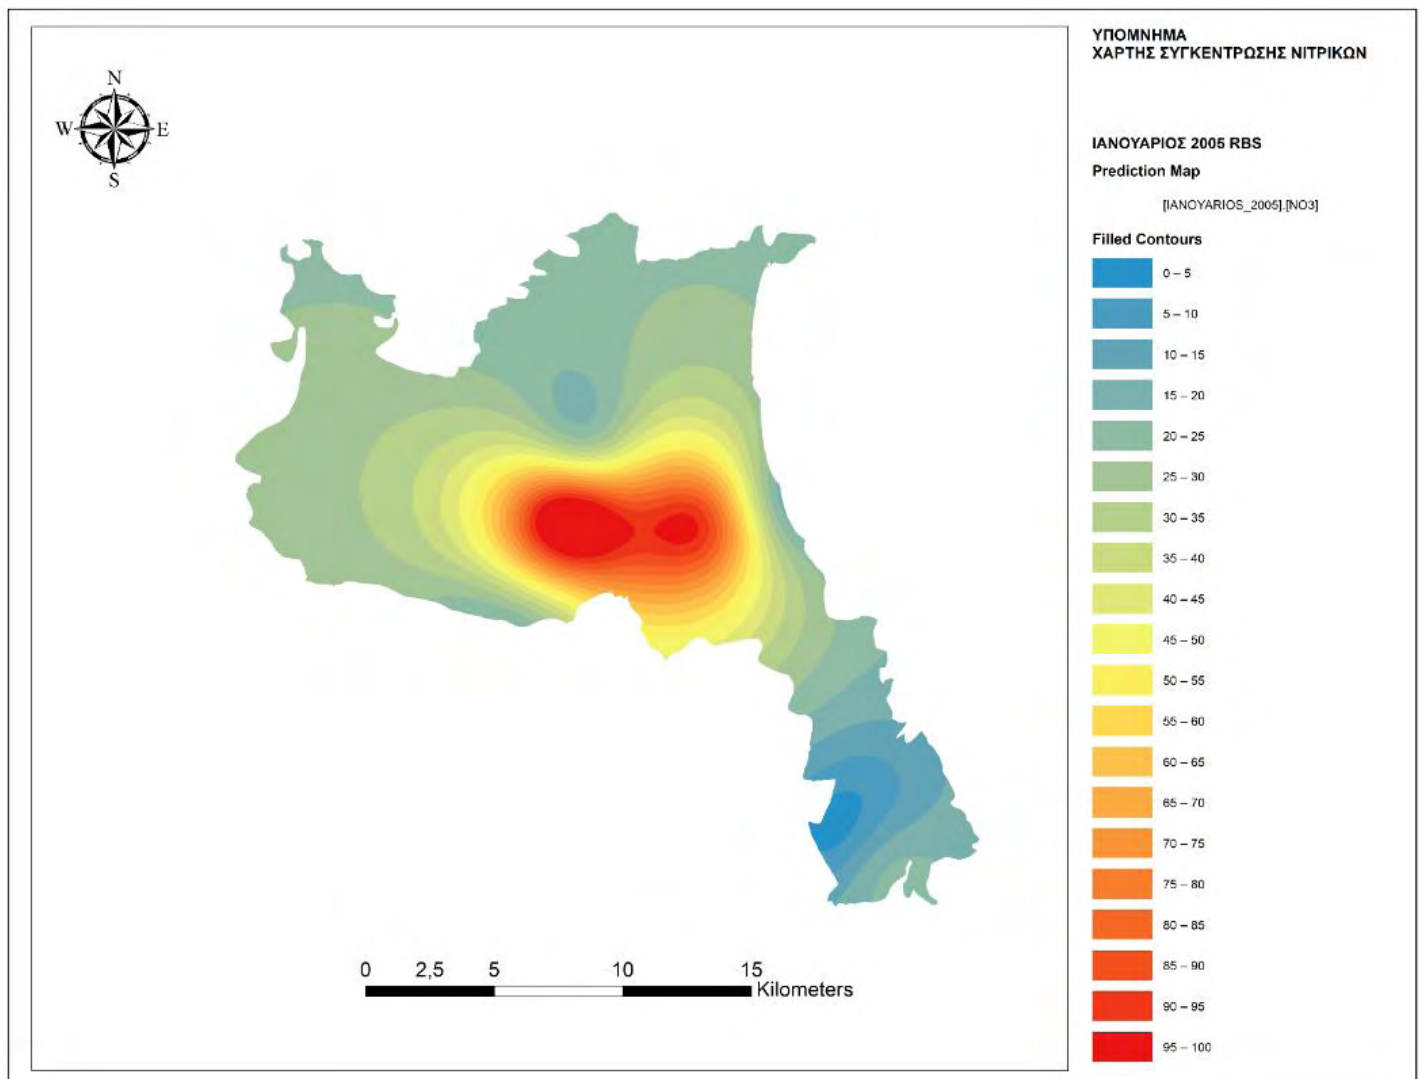 ΥΠΟΜΝΗΜΑ
ΧΑΡΤΗΣ ΣΥΓΚΕΝΤΡΩΣΗΣ ΝΙΤΡΙΚΩΝ
N
W E
S
ΙΑΝΟΥΑΡΙΟΣ 2005 RBS
Prediction Map
[IANOYARIOS_2005].[NO3]
Filled Contours
0 – 5
5 – 10
10 – 15
15 – 20
20 – 25
25 – 30
30 – 35
35 – 40
40 – 45
45 – 50
50 – 55
55 – 60
60 – 65
65 – 70
70 – 75
75 – 80
80 – 85
85 – 90
90 – 95
95 – 100
0 2,5 5 10 15
Kilometers